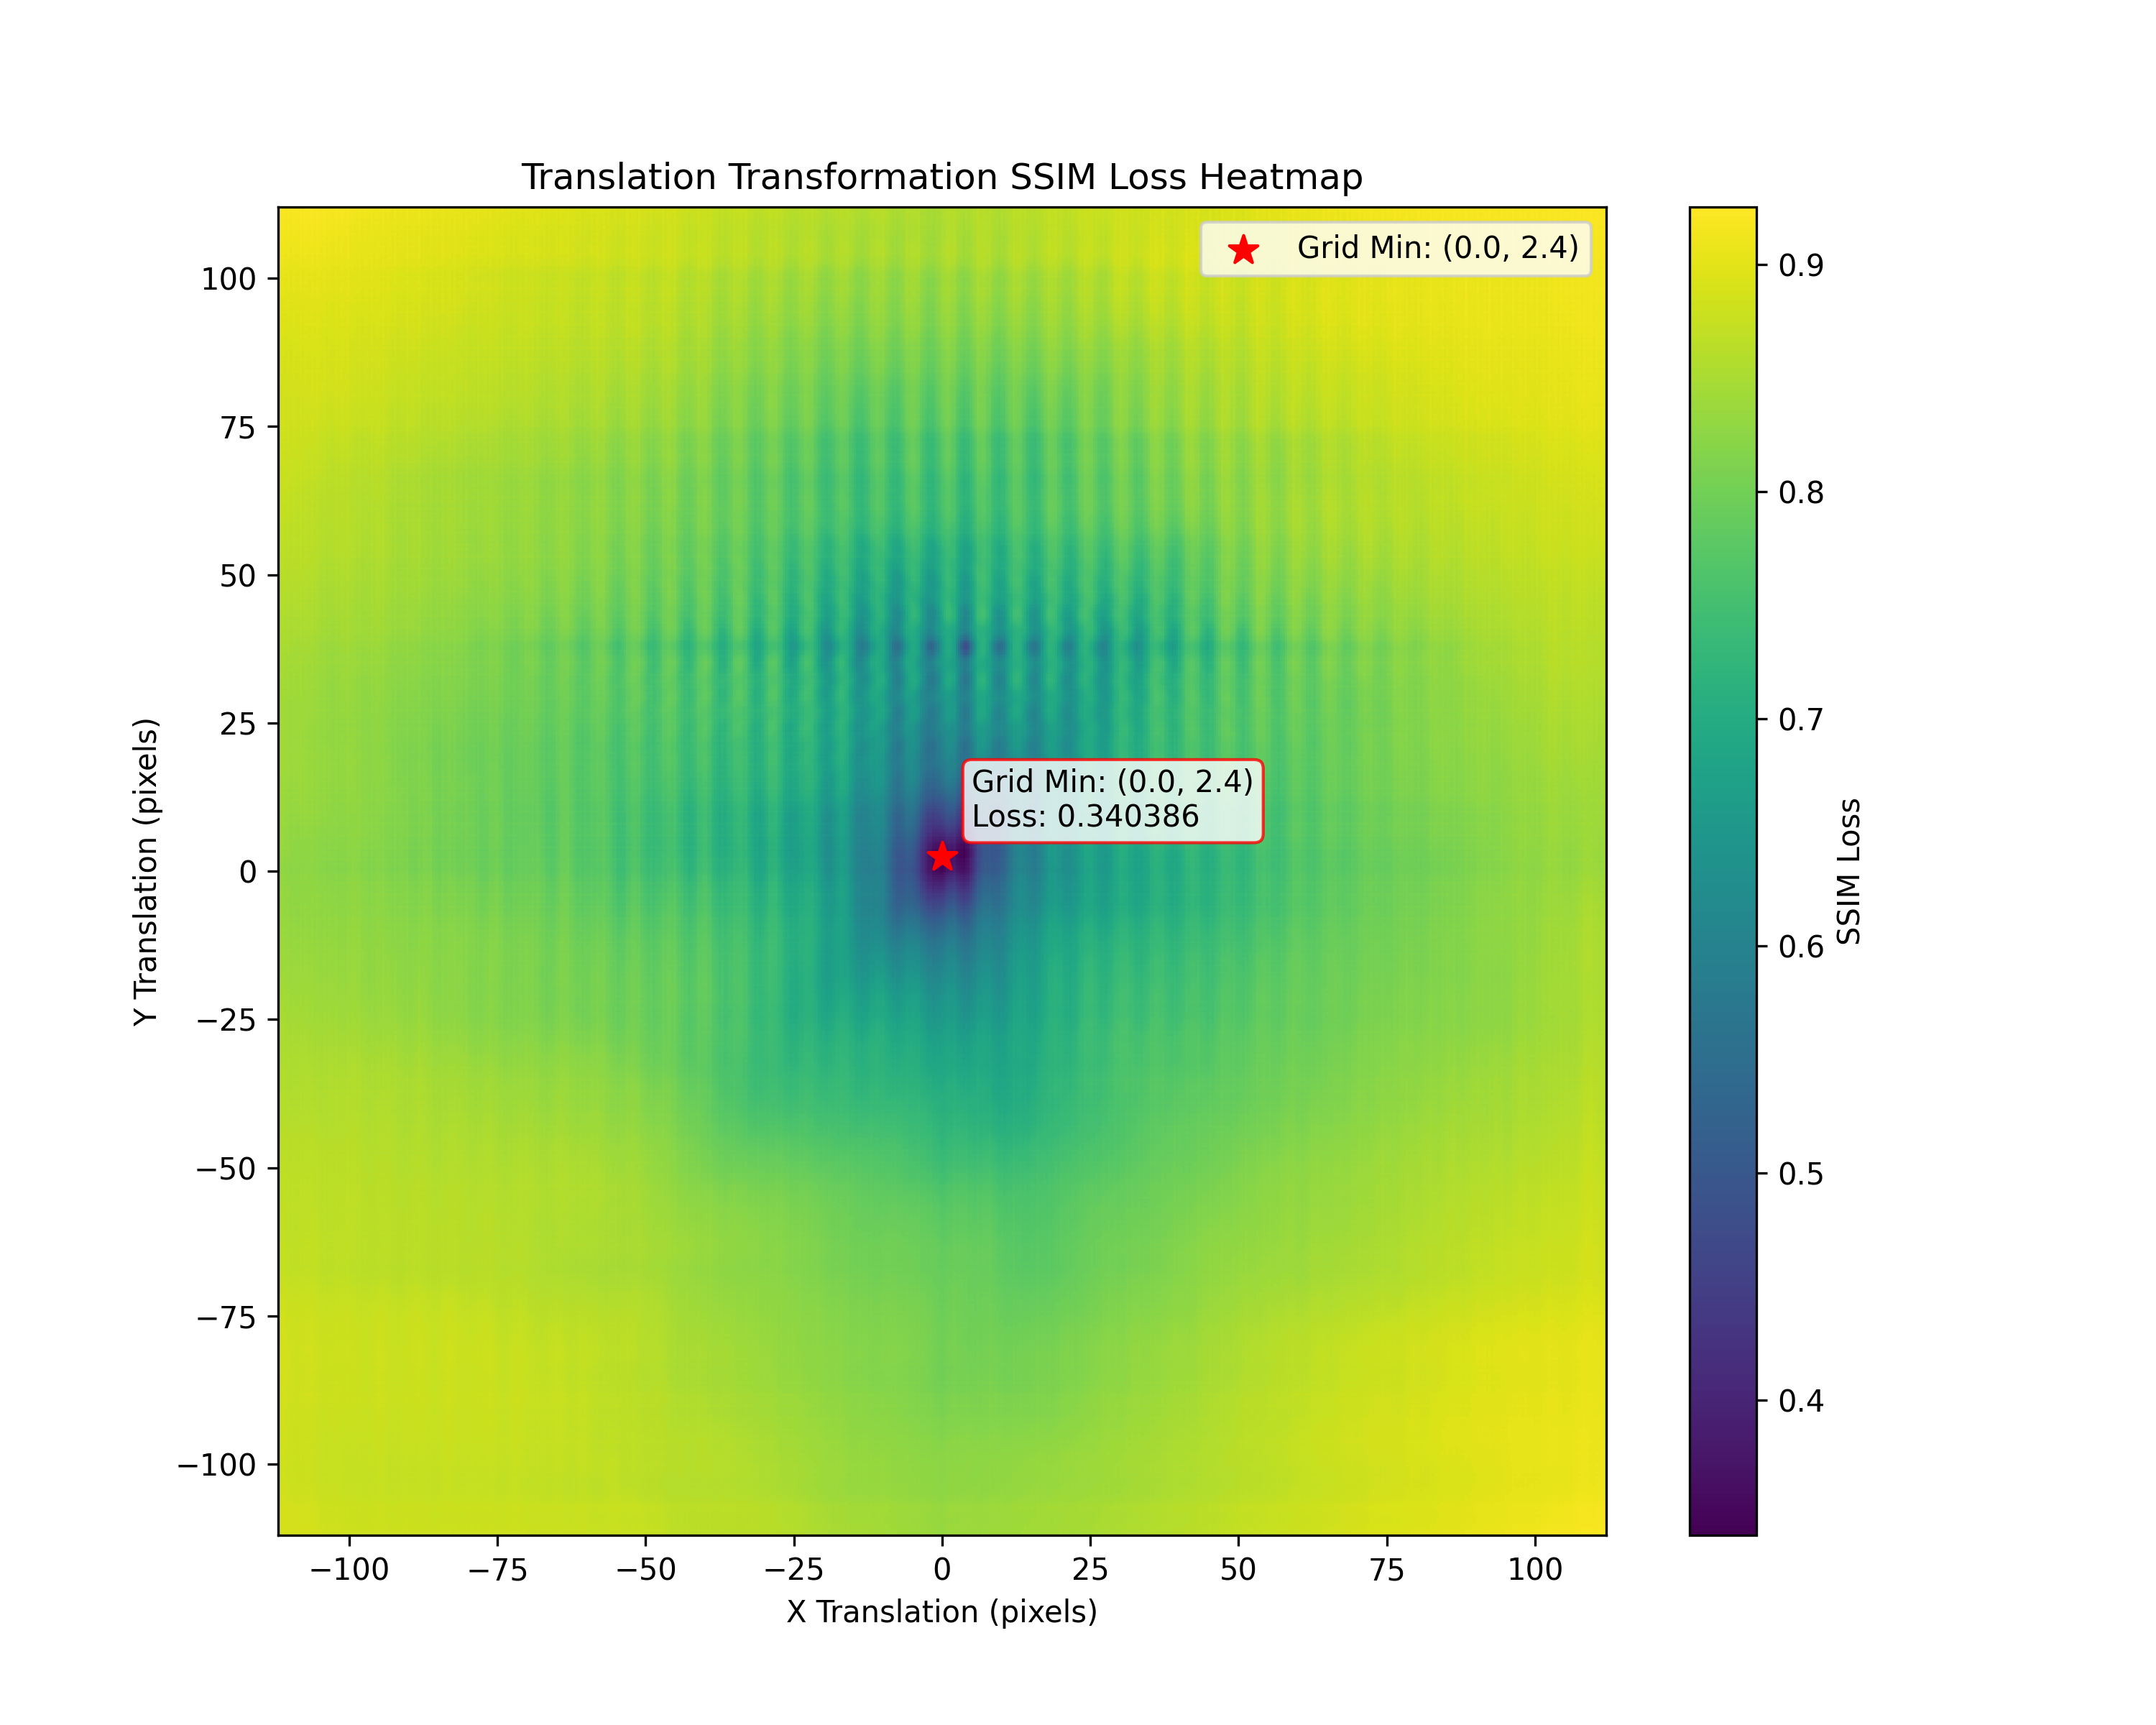 Translation Transformation SSIM Loss Heatmap
Grid Min: (0.0, 2.4)
100
75
50
25
0
−25
−50
−75
−100
Y Translation (pixels)
Grid Min: (0.0, 2.4)
Loss: 0.340386
−100 −75 −50 −25 0 25 50 75 100
X Translation (pixels)
0.9
0.8
0.7
0.6
0.5
0.4
SSIM Loss